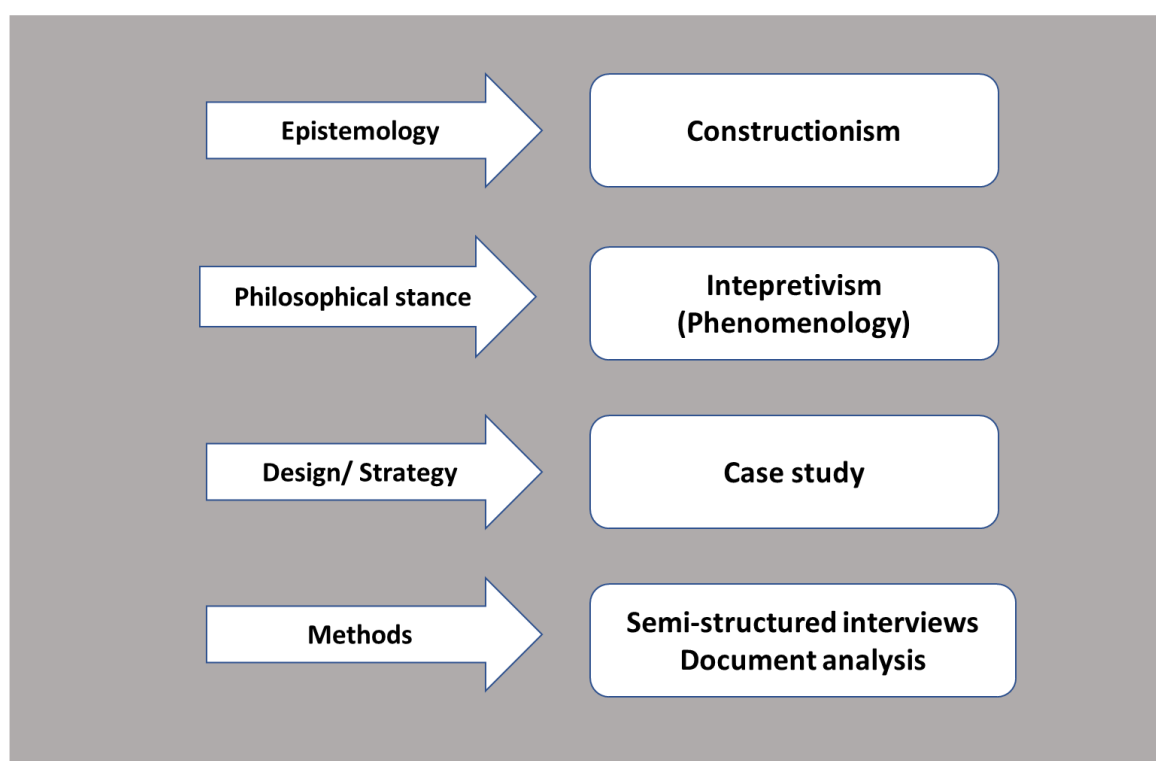 Epistemology
Constructionism
Philosophical stance
Intepretivism
(Phenomenology)
Design/ Strategy
Case study
Methods
Semi-structured interviews
Document analysis